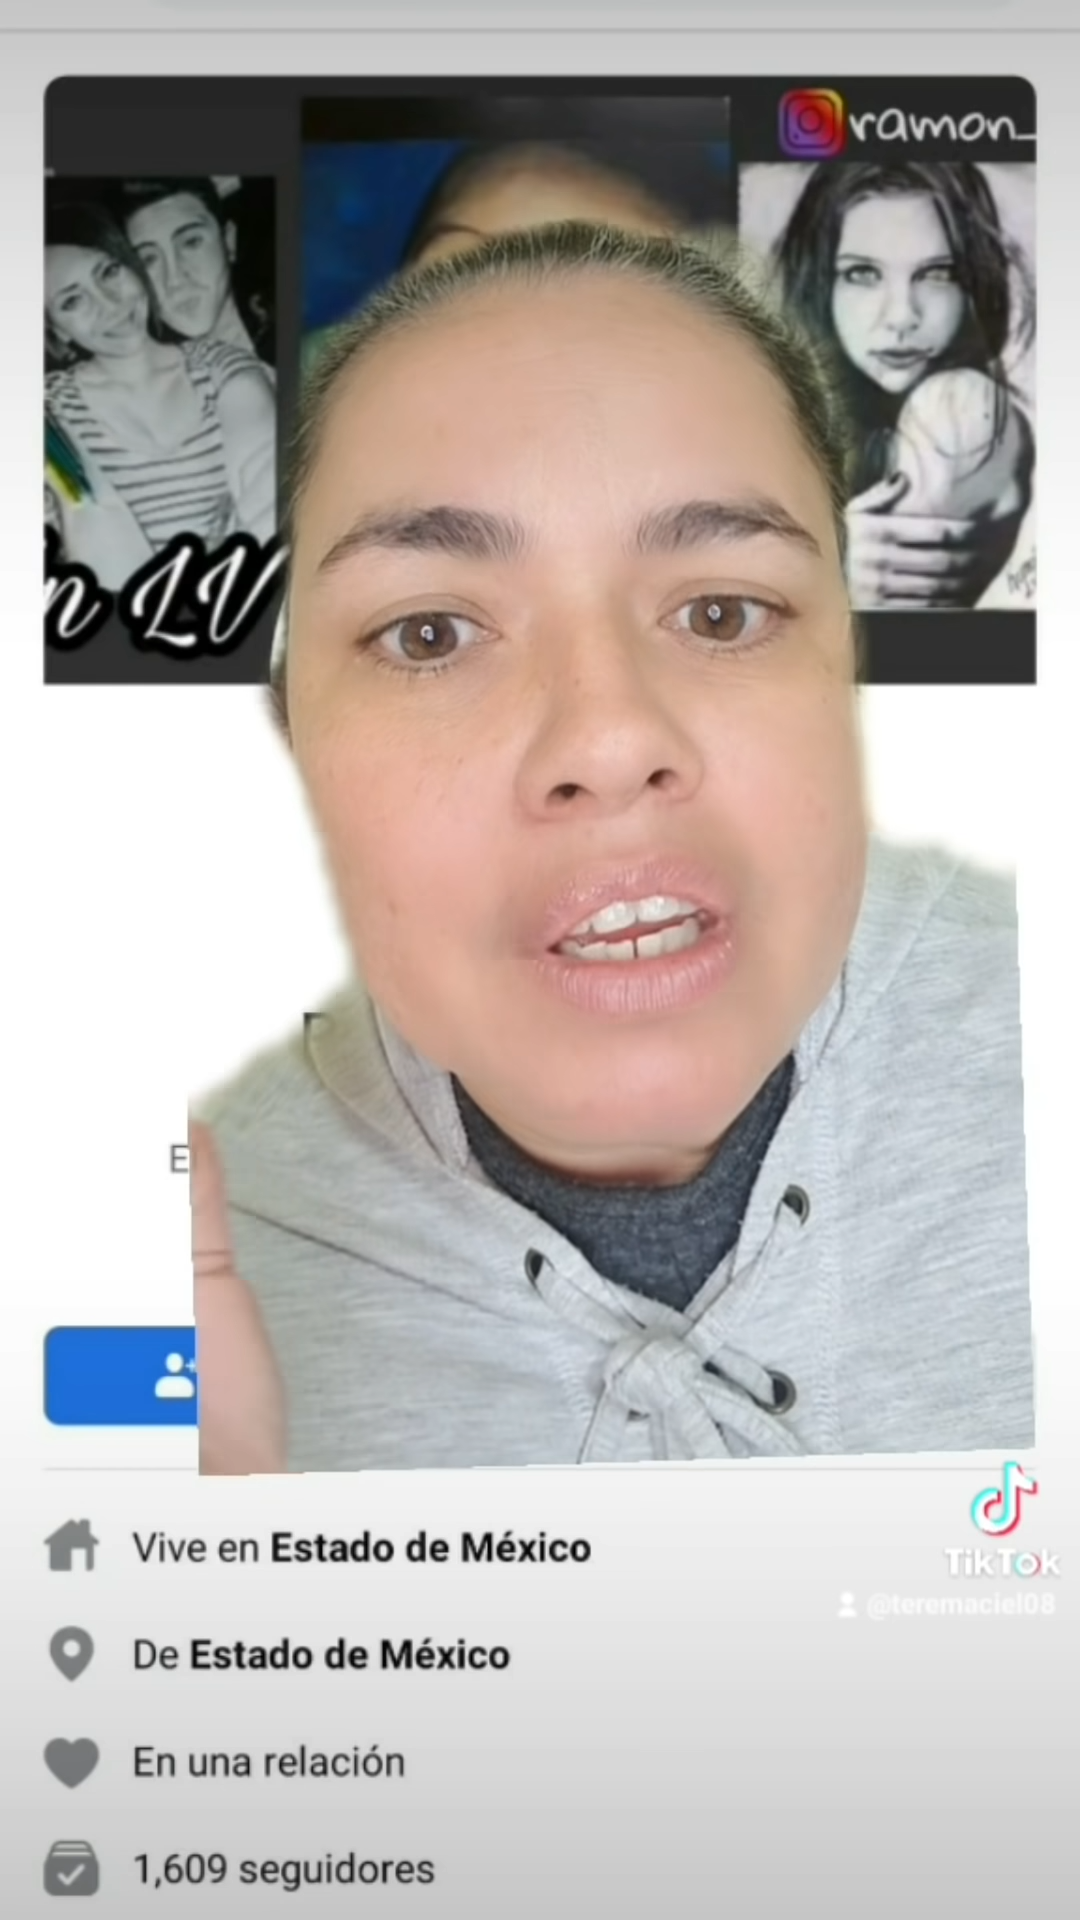 ramon_
n LV
E
Vive en Estado de México
De Estado de México
En una relación
1,609 seguidores
TikTok
@teremaciel08